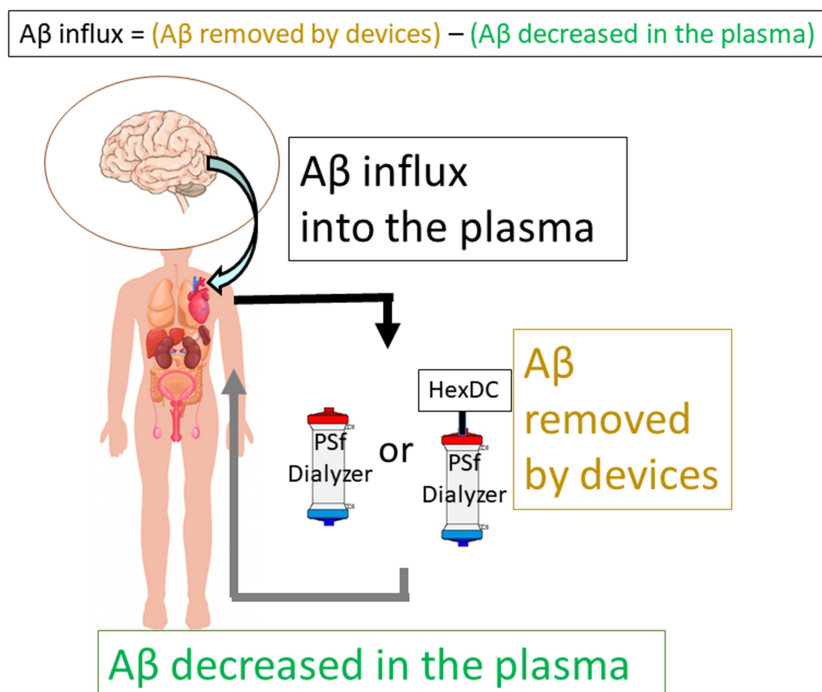 Aβ influx = (Aβ removed by devices) – (Aβ decreased in the plasma)
Aβ influx
into the plasma
HexDC
Aβ
removed
by devices
PSf
Dialyzer
or
PSf
Dialyzer
Aβ decreased in the plasma